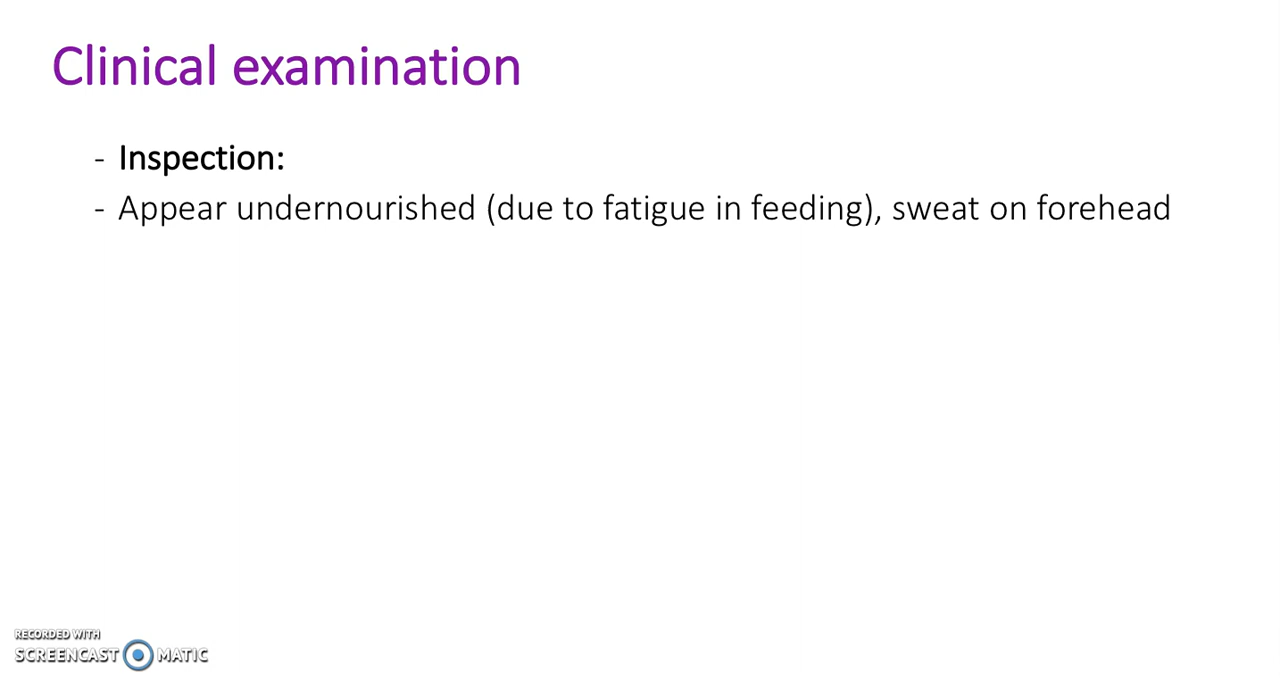 Clinical examination
- Inspection:
- Appear undernourished (due to fatigue in feeding), sweat on forehead
RECORDED WITH
SCREENCAST MATIC